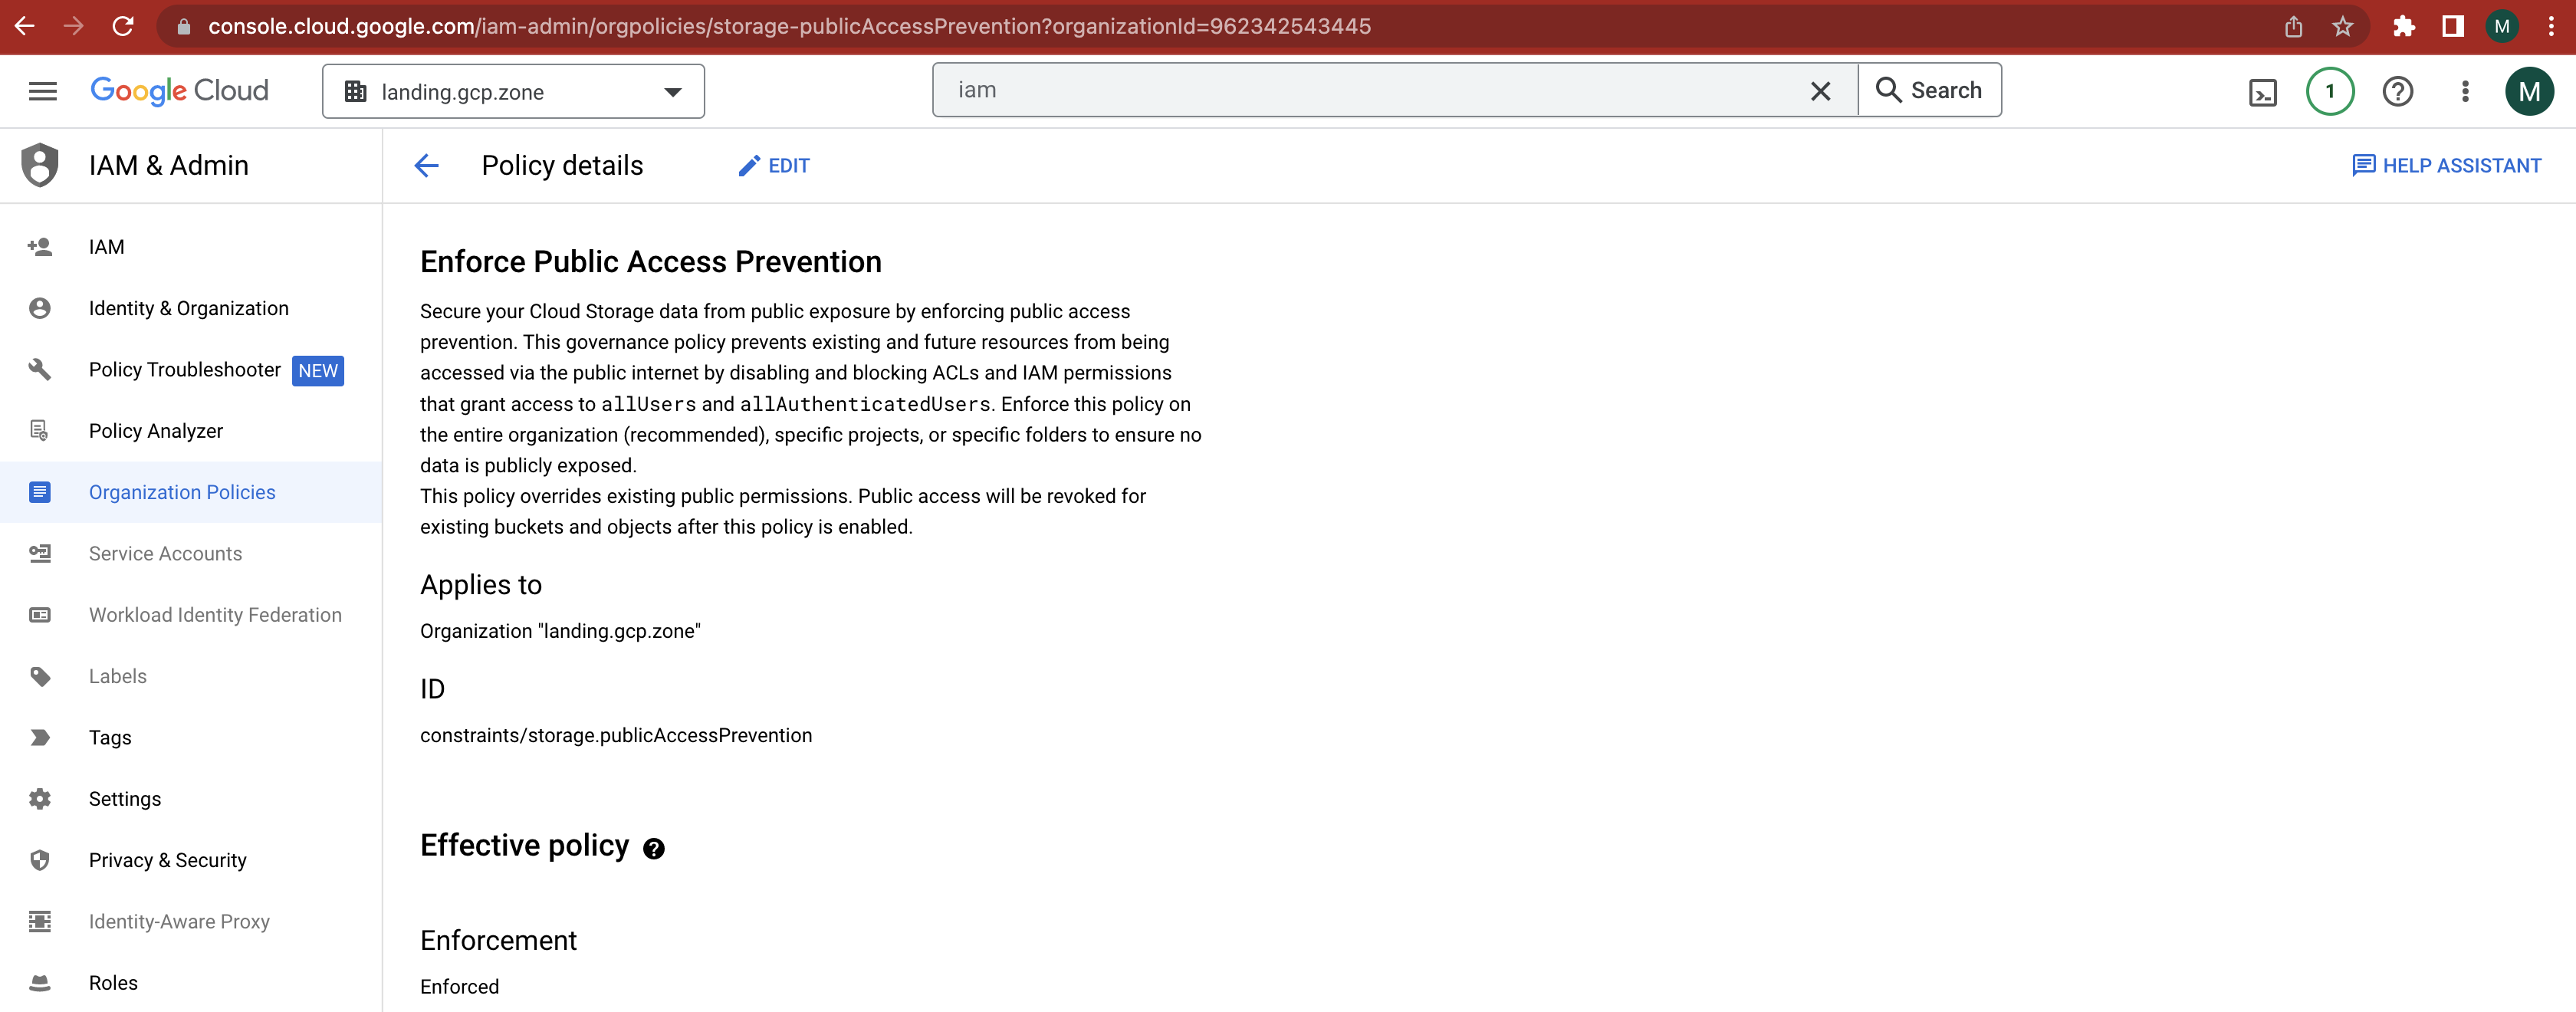 console.cloud.google.com/iam-admin/orgpolicies/storage-publicAccessPrevention?organizationId=962342543445
M
Google Cloud
landing.gcp.zone
iam
Search
1
M
IAM & Admin
Policy details
EDIT
HELP ASSISTANT
IAM
Identity & Organization
Policy Troubleshooter NEW
Policy Analyzer
Organization Policies
Service Accounts
Workload Identity Federation
Labels
Tags
Settings
Privacy & Security
Identity-Aware Proxy
Roles
Enforce Public Access Prevention
Secure your Cloud Storage data from public exposure by enforcing public access
prevention. This governance policy prevents existing and future resources from being
accessed via the public internet by disabling and blocking ACLs and IAM permissions
that grant access to allUsers and allAuthenticatedUsers. Enforce this policy on
the entire organization (recommended), specific projects, or specific folders to ensure no
data is publicly exposed.
This policy overrides existing public permissions. Public access will be revoked for
existing buckets and objects after this policy is enabled.
Applies to
Organization "landing.gcp.zone"
ID
constraints/storage.publicAccessPrevention
Effective policy
Enforcement
Enforced